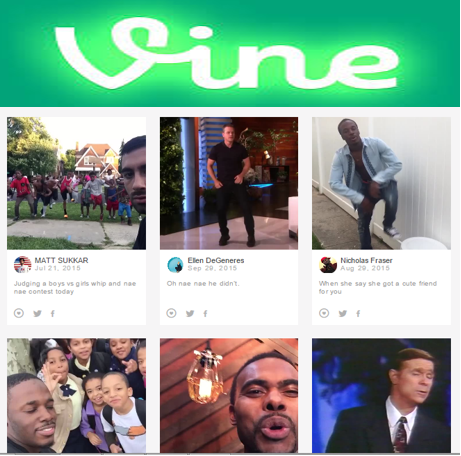 Vine
MATT SUKKAR
Jul 21, 2015
Judging a boys vs girls whip and nae
nae contest today
Ellen DeGeneres
Sep 29, 2015
Oh nae nae he didn't.
Nicholas Fraser
Aug 29, 2015
When she say she got a cute friend
for you